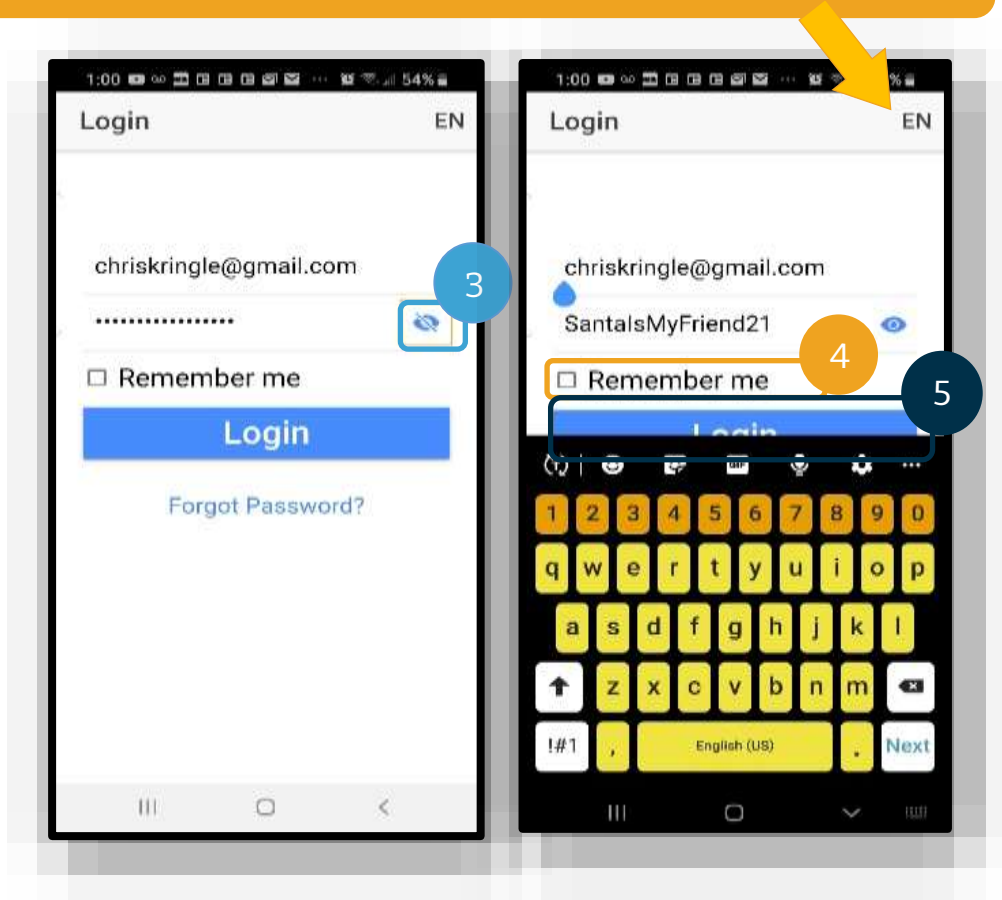 1:00 54%
Login EN
chriskringle@gmail.com
•••••••••••••••••
3
Remember me
Login
Forgot Password?
1:00 %
Login EN
chriskringle@gmail.com
SantaIsMyFriend21
4
Remember me
5
Login
GIF
1 2 3 4 5 6 7 8 9 0
q w e r t y u i o p
a s d f g h j k l
z x c v b n m
!#1 , English (US) . Next